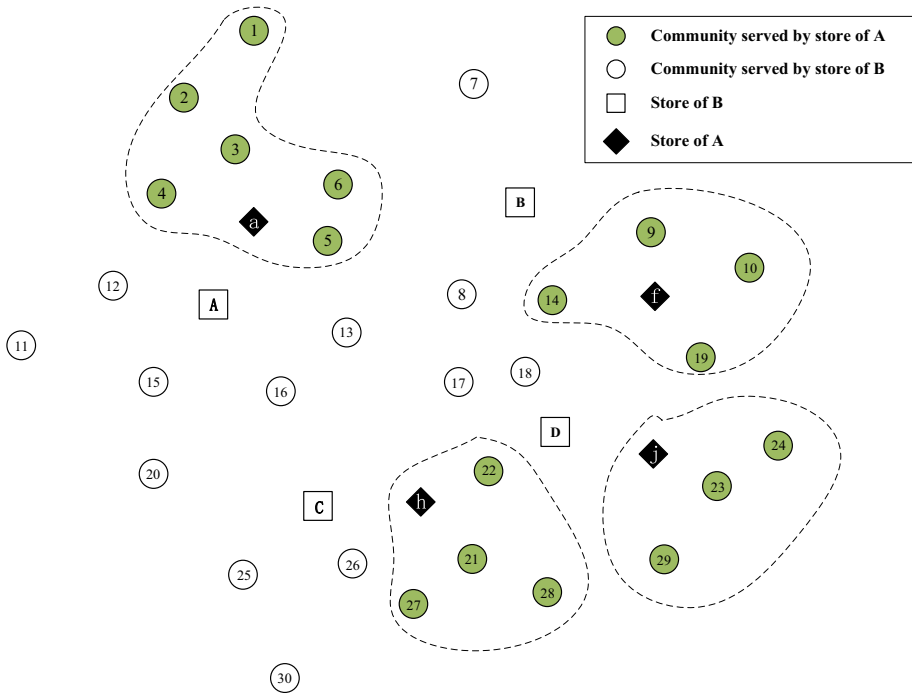 1
Community served by store of A
Community served by store of B
Store of B
Store of A
7
2
3
6
4
B
a
9
5
10
12
8
14
f
A
13
11
19
18
15
17
16
D
24
j
22
20
23
h
C
21
29
26
25
28
27
30